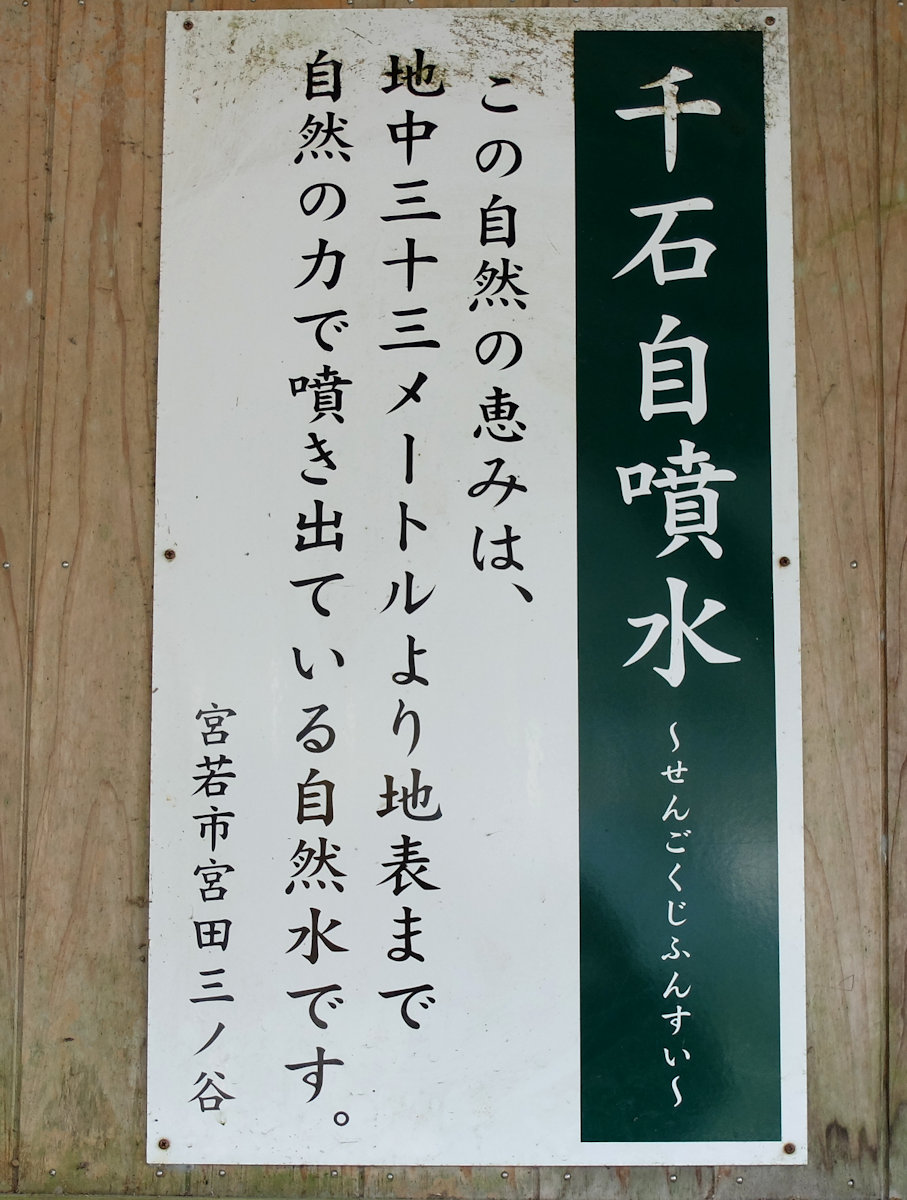 千石自噴水 ～せんごくじふんすい～
この自然の恵みは、
地中三十三メートルより地表まで
自然の力で噴き出ている自然水です。
宮若市宮田三ノ谷